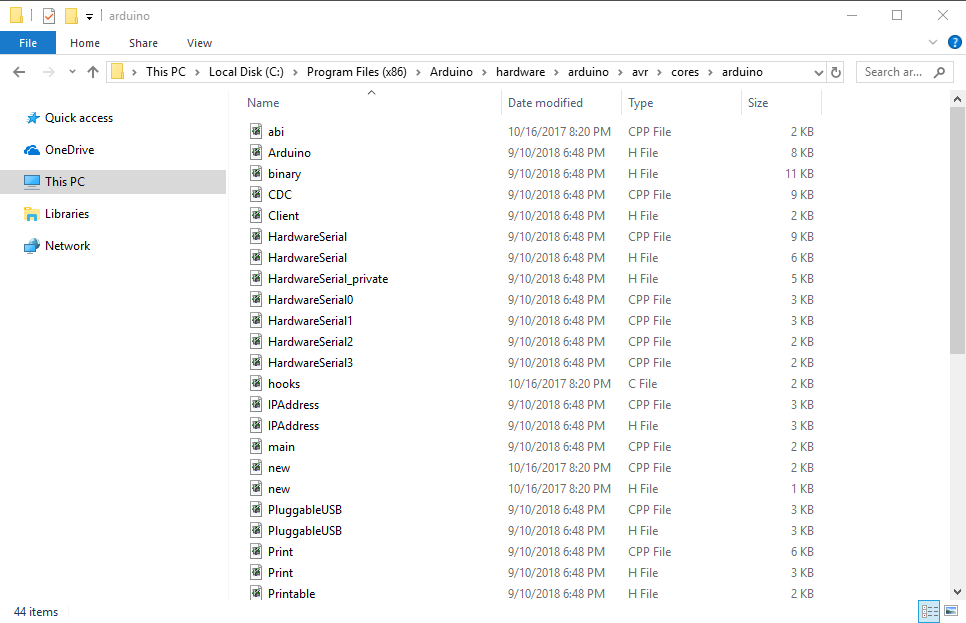 arduino
File Home Share View
This PC Local Disk (C:) Program Files (x86) Arduino hardware arduino avr cores arduino Search ar...
Name Date modified Type Size
Quick access
OneDrive
This PC
Libraries
Network
abi 10/16/2017 8:20 PM CPP File 2 KB
Arduino 9/10/2018 6:48 PM H File 8 KB
binary 9/10/2018 6:48 PM H File 11 KB
CDC 9/10/2018 6:48 PM CPP File 9 KB
Client 9/10/2018 6:48 PM H File 2 KB
HardwareSerial 9/10/2018 6:48 PM CPP File 9 KB
HardwareSerial 9/10/2018 6:48 PM H File 6 KB
HardwareSerial_private 9/10/2018 6:48 PM H File 5 KB
HardwareSerial0 9/10/2018 6:48 PM CPP File 3 KB
HardwareSerial1 9/10/2018 6:48 PM CPP File 3 KB
HardwareSerial2 9/10/2018 6:48 PM CPP File 2 KB
HardwareSerial3 9/10/2018 6:48 PM CPP File 2 KB
hooks 10/16/2017 8:20 PM C File 2 KB
IPAddress 9/10/2018 6:48 PM CPP File 3 KB
IPAddress 9/10/2018 6:48 PM H File 3 KB
main 9/10/2018 6:48 PM CPP File 2 KB
new 10/16/2017 8:20 PM CPP File 2 KB
new 10/16/2017 8:20 PM H File 1 KB
PluggableUSB 9/10/2018 6:48 PM CPP File 3 KB
PluggableUSB 9/10/2018 6:48 PM H File 3 KB
Print 9/10/2018 6:48 PM CPP File 6 KB
Print 9/10/2018 6:48 PM H File 3 KB
Printable 9/10/2018 6:48 PM H File 2 KB
44 items